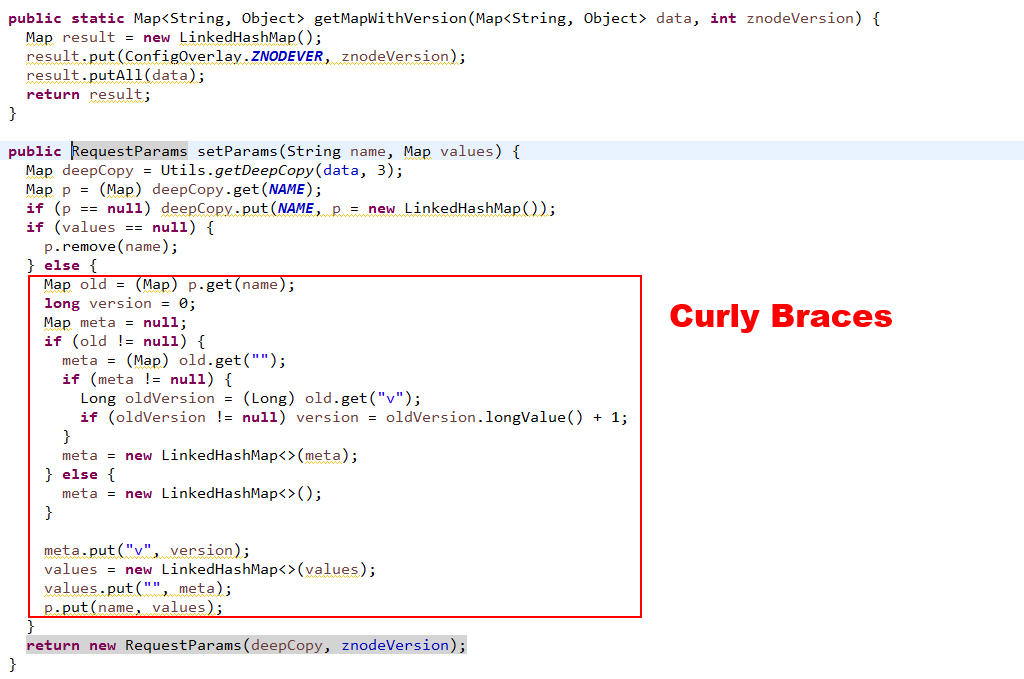 public static Map<String, Object> getMapWithVersion(Map<String, Object> data, int znodeVersion) {
  Map result = new LinkedHashMap();
  result.put(ConfigOverlay.ZNODEVER, znodeVersion);
  result.putAll(data);
  return result;
}

public RequestParams setParams(String name, Map values) {
  Map deepCopy = Utils.getDeepCopy(data, 3);
  Map p = (Map) deepCopy.get(NAME);
  if (p == null) deepCopy.put(NAME, p = new LinkedHashMap());
  if (values == null) {
    p.remove(name);
  } else {
    Map old = (Map) p.get(name);
    long version = 0;
    Map meta = null;
    if (old != null) {
      meta = (Map) old.get("");
      if (meta != null) {
        Long oldVersion = (Long) old.get("v");
        if (oldVersion != null) version = oldVersion.longValue() + 1;
      }
      meta = new LinkedHashMap<>(meta);
    } else {
      meta = new LinkedHashMap<>();
    }

    meta.put("v", version);
    values = new LinkedHashMap<>(values);
    values.put("", meta);
    p.put(name, values);
  }
  return new RequestParams(deepCopy, znodeVersion);
}
Curly Braces